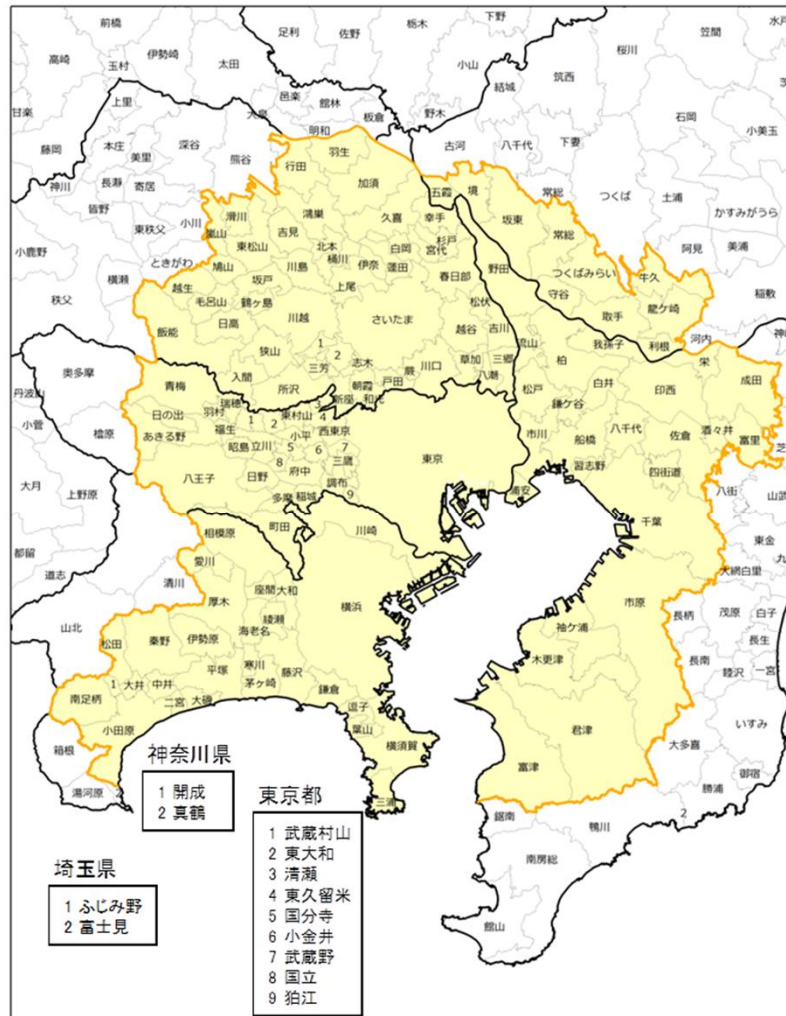 前橋
伊勢崎
足利
佐野
栃木
下野
笠間
桜川
高崎
玉村
太田
小山
筑西
結城
上里
邑楽
館林
板倉
野木
石岡
小美玉
甘楽
藤岡
本庄
美里
深谷
熊谷
明和
羽生
行田
古河
八千代
下妻
神川
長瀞
寄居
加須
五霞
境
常総
つくば
土浦
かすみがうら
皆野
東秩父
小川
滑川
嵐山
鴻巣
久喜
幸手
坂東
阿見
美浦
小鹿野
ときがわ
東松山
吉見
北本
白岡
杉戸
宮代
常総
横瀬
鳩山
川島
桶川
伊奈
蓮田
野田
つくばみらい
牛久
秩父
越生
坂戸
上尾
春日部
守谷
龍ケ崎
稲敷
毛呂山
鶴ヶ島
松伏
取手
飯能
日高
川越
さいたま
越谷
吉川
流山
我孫子
利根
河内
狭山
1
2
三芳
志木
川口
草加
三郷
柏
栄
奥多摩
青梅
入間
所沢
朝霞
戸田
蕨
八潮
白井
印西
成田
瑞穂
新座
和光
松戸
鎌ケ谷
丹波山
日の出
羽村
東村山
小管
檜原
あきる野
福生
1
2
4
小平
西東京
市川
船橋
八千代
佐倉
酒々井
富里
昭島
立川
5
6
7
三鷹
東京
習志野
四街道
大月
上野原
八王子
日野
8
府中
調布
9
浦安
八街
山武
多摩
稲城
千葉
相模原
町田
川崎
東金
都留
道志
愛川
大網白里
清川
厚木
座間
大和
横浜
市原
茂原
白子
長柄
山北
松田
秦野
伊勢原
海老名
綾瀬
袖ケ浦
長生
長南
睦沢
一宮
南足柄
1
大井
中井
平塚
寒川
藤沢
木更津
二宮
大磯
茅ヶ崎
鎌倉
逗子
葉山
君津
いすみ
小田原
箱根
横須賀
富津
大多喜
御宿
勝浦
湯河原
2
三浦
鋸南
鴨川
2
南房総
館山
神奈川県
1 開成
2 真鶴
東京都
1 武蔵村山
2 東大和
3 清瀬
4 東久留米
5 国分寺
6 小金井
7 武蔵野
8 国立
9 狛江
埼玉県
1 ふじみ野
2 富士見